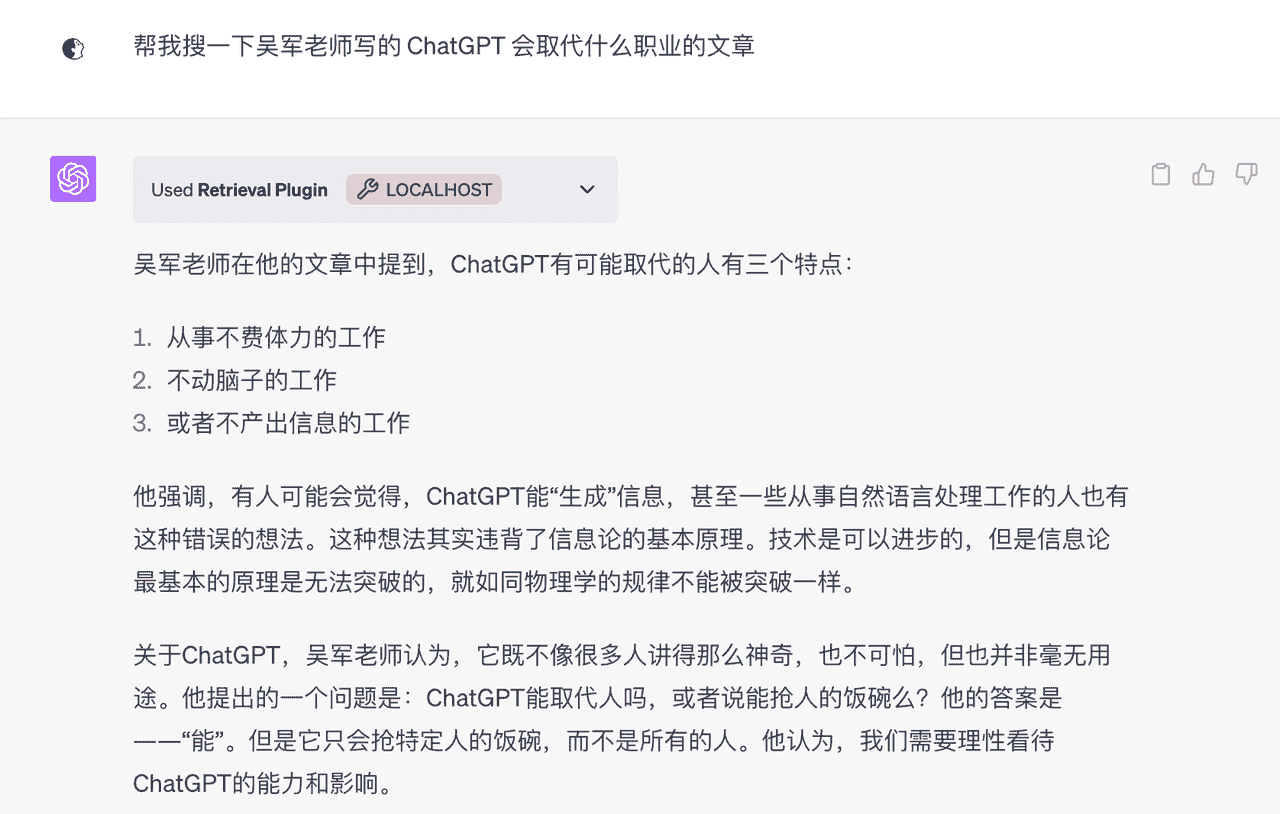 帮我搜一下吴军老师写的 ChatGPT 会取代什么职业的文章
Used Retrieval Plugin LOCALHOST
吴军老师在他的文章中提到，ChatGPT有可能取代的人有三个特点：
1. 从事不费体力的工作
2. 不动脑子的工作
3. 或者不产出信息的工作
他强调，有人可能会觉得，ChatGPT能“生成”信息，甚至一些从事自然语言处理工作的人也有
这种错误的想法。这种想法其实违背了信息论的基本原理。技术是可以进步的，但是信息论
最基本的原理是无法突破的，就如同物理学的规律不能被突破一样。
关于ChatGPT，吴军老师认为，它既不像很多人讲得那么神奇，也不可怕，但也并非毫无用
途。他提出的一个问题是：ChatGPT能取代人吗，或者说能抢人的饭碗么？他的答案是
——“能”。但是它只会抢特定人的饭碗，而不是所有的人。他认为，我们需要理性看待
ChatGPT的能力和影响。